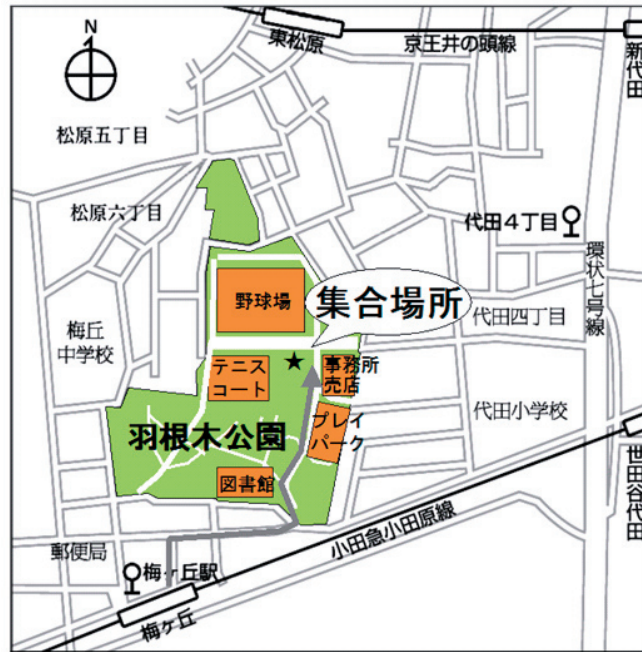 N
東松原
京王井の頭線
新代田
松原五丁目
松原六丁目
代田4丁目
環状七号線
野球場
集合場所
代田四丁目
梅丘
中学校
テニス
コート
★
事務所
売店
代田小学校
プレイ
パーク
羽根木公園
図書館
世田谷代田
小田急小田原線
郵便局
梅ヶ丘駅
梅ヶ丘